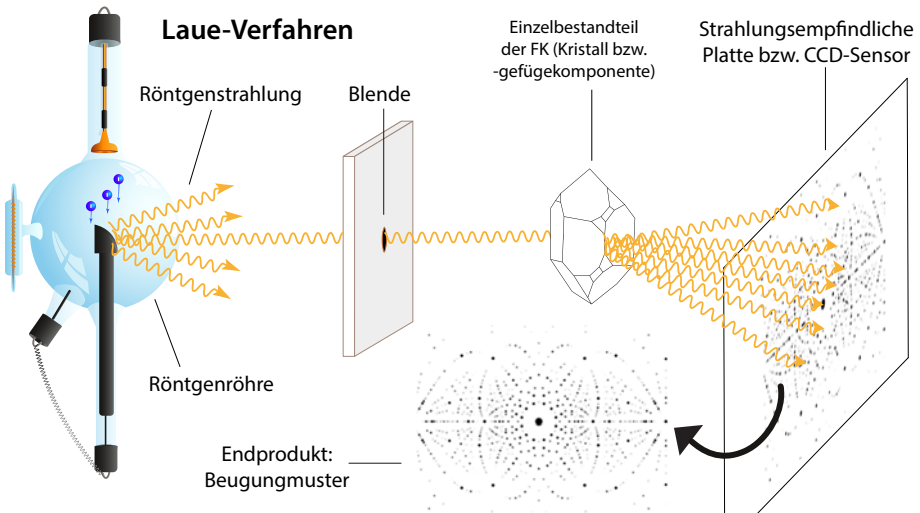 Laue-Verfahren
Röntgenstrahlung
Blende
Einzelbestandteil
der FK (Kristall bzw.
-gefügekomponente)
Strahlungsempfindliche
Platte bzw. CCD-Sensor
Röntgenröhre
Endprodukt:
Beugungmuster